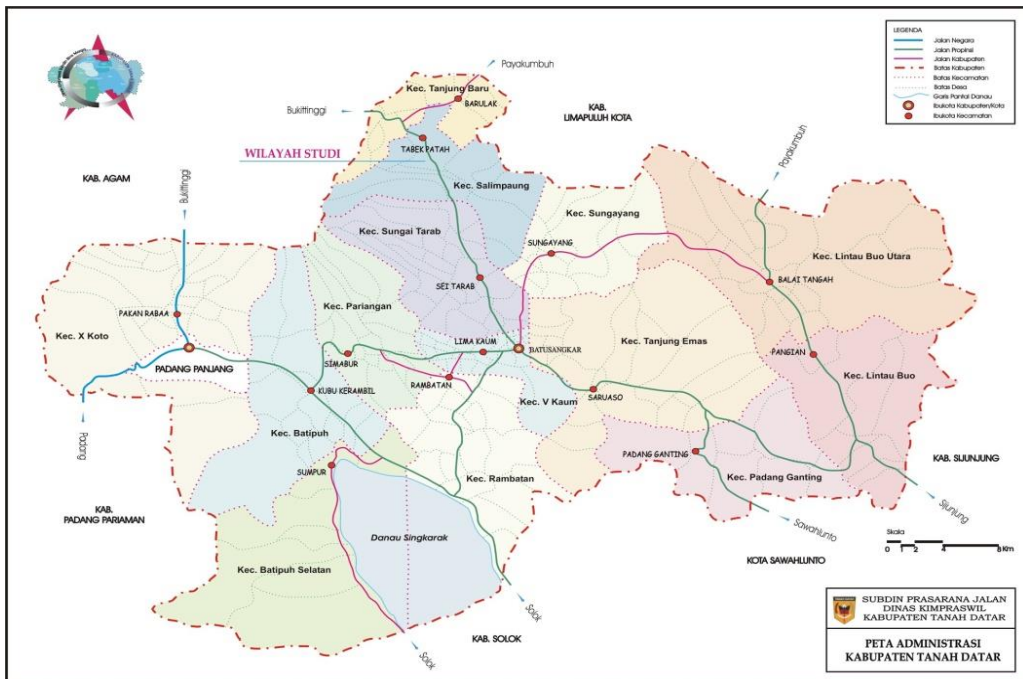 LEGENDA
Jalan Negara
Jalan Propinsi
Jalan Kabupaten
Batas Kabupaten
Batas Kecamatan
Batas Desa
Garis Pantai Danau
Ibukota Kabupaten/Kota
Ibukota Kecamatan
Payakumbuh
Kec. Tanjung Baru
BARULAK
Bukittinggi
KAB.
LIMAPULUH KOTA
TABEK PATAH
WILAYAH STUDI
Payakumbuh
KAB. AGAM
Kec. Salimpaung
Bukittinggi
Kec. Sungayang
Kec. Sungai Tarab
SUNGAYANG
Kec. Lintau Buo Utara
SEI TARAB
BALAI TANGAH
Kec. Pariangan
PAKAN RABAA
Kec. X Koto
LIMA KAUM
BATUSANGKAR
Kec. Tanjung Emas
PANGIAN
SIMABUR
PADANG PANJANG
Kec. Lintau Buo
RAMBATAN
KUBU KERAMBIL
SARUASO
Kec. V Kaum
Padang
Kec. Batipuh
PADANG GANTING
KAB. SIJUNJUNG
SUMPUR
Kec. Rambatan
Kec. Padang Ganting
Sijunjung
KAB.
PADANG PARIAMAN
Sawahlunto
Danau Singkarak
Skala
0 1 2 4 8 Km
Kec. Batipuh Selatan
KOTA SAWAHLUNTO
Solok
KAB. SOLOK
Solok
SUBDIN PRASARANA JALAN
DINAS KIMPRASWIL
KABUPATEN TANAH DATAR
PETA ADMINISTRASI
KABUPATEN TANAH DATAR